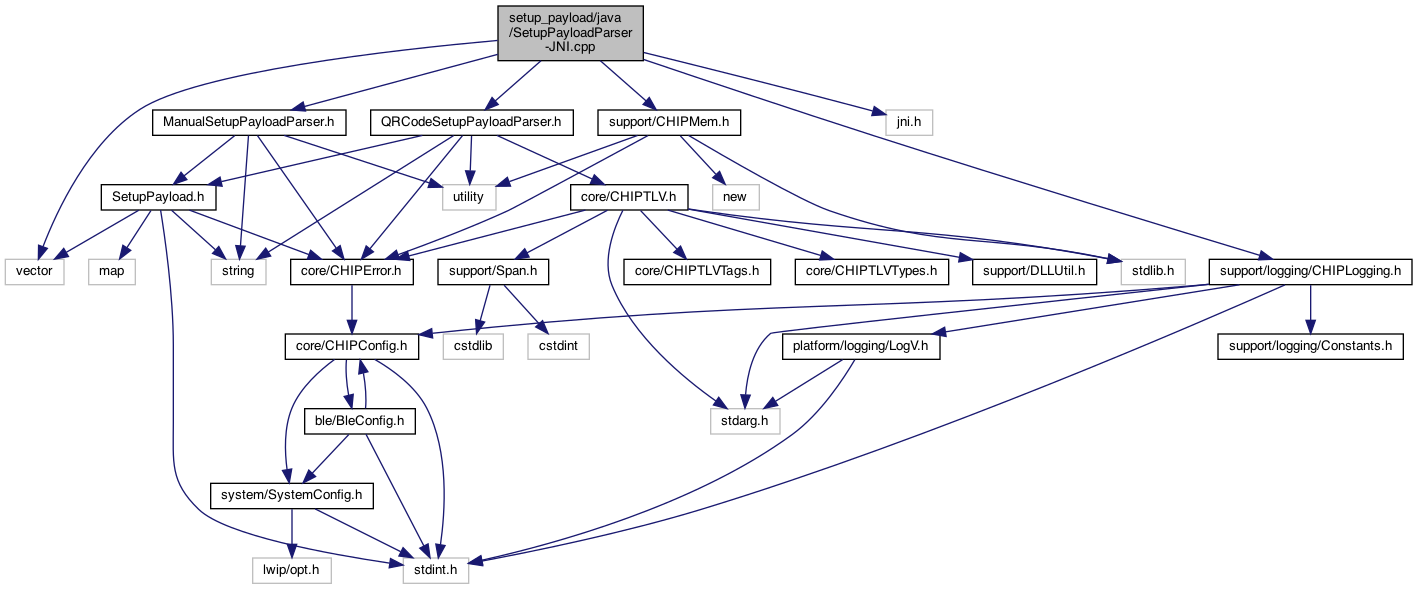 setup_payload/java
/SetupPayloadParser
-JNI.cpp
ManualSetupPayloadParser.h
QRCodeSetupPayloadParser.h
support/CHIPMem.h
jni.h
SetupPayload.h
utility
core/CHIPTLV.h
new
vector
map
string
core/CHIPError.h
support/Span.h
core/CHIPTLVTags.h
core/CHIPTLVTypes.h
support/DLLUtil.h
stdlib.h
support/logging/CHIPLogging.h
core/CHIPConfig.h
cstdlib
cstdint
platform/logging/LogV.h
support/logging/Constants.h
ble/BleConfig.h
stdarg.h
system/SystemConfig.h
lwip/opt.h
stdint.h